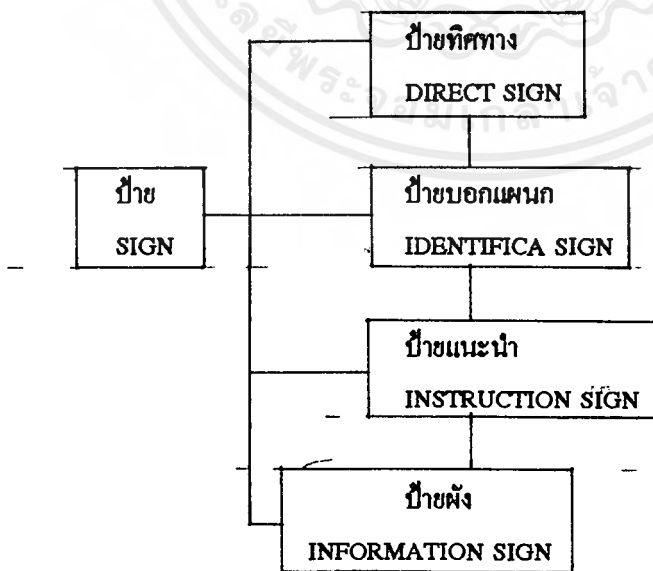 ป้ายทิศทาง
DIRECT SIGN
ป้าย
SIGN
ป้ายบอกแผนก
IDENTIFICA SIGN
ป้ายแนะนำ
INSTRUCTION SIGN
ป้ายผัง
INFORMATION SIGN